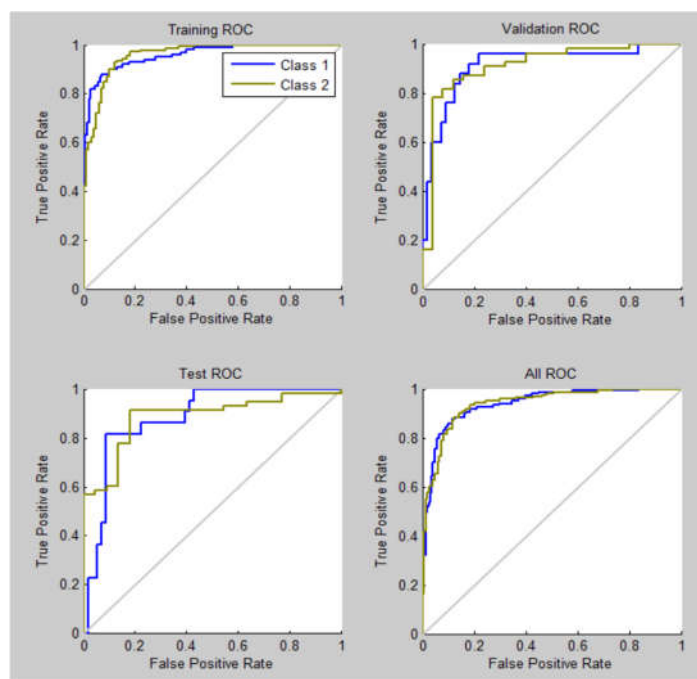 Training ROC
1
0.8
0.6
0.4
0.2
0
True Positive Rate
0 0.2 0.4 0.6 0.8 1
False Positive Rate
Class 1
Class 2
Validation ROC
1
0.8
0.6
0.4
0.2
0
True Positive Rate
0 0.2 0.4 0.6 0.8 1
False Positive Rate
Test ROC
1
0.8
0.6
0.4
0.2
0
True Positive Rate
0 0.2 0.4 0.6 0.8 1
False Positive Rate
All ROC
1
0.8
0.6
0.4
0.2
0
True Positive Rate
0 0.2 0.4 0.6 0.8 1
False Positive Rate